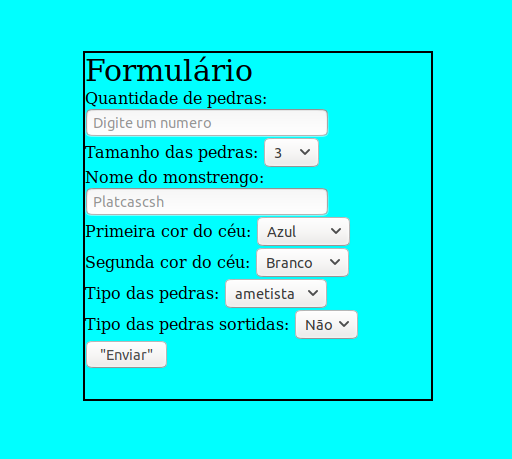 Formulário
Quantidade de pedras:
Digite um numero
Tamanho das pedras: 3
Nome do monstrengo:
Platcascsh
Primeira cor do céu: Azul
Segunda cor do céu: Branco
Tipo das pedras: ametista
Tipo das pedras sortidas: Não
"Enviar"